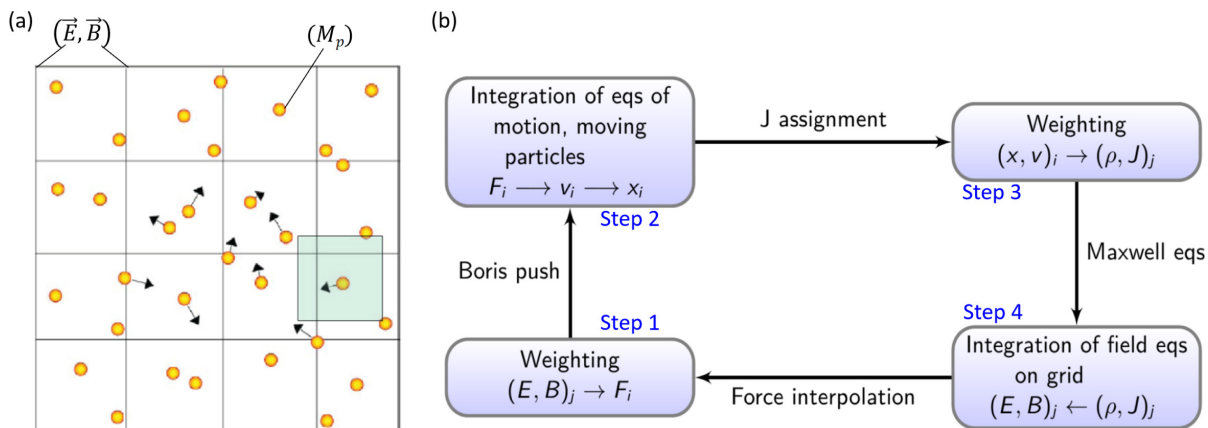 (a)
(E⃗, B⃗)
(M_p)
(b)
Integration of eqs of
motion, moving
particles
F_i ⟶ v_i ⟶ x_i
Step 2
J assignment
Weighting
(x, v)_i → (ρ, J)_j
Step 3
Maxwell eqs
Boris push
Step 1
Weighting
(E, B)_j → F_i
Force interpolation
Step 4
Integration of field eqs
on grid
(E, B)_j ← (ρ, J)_j